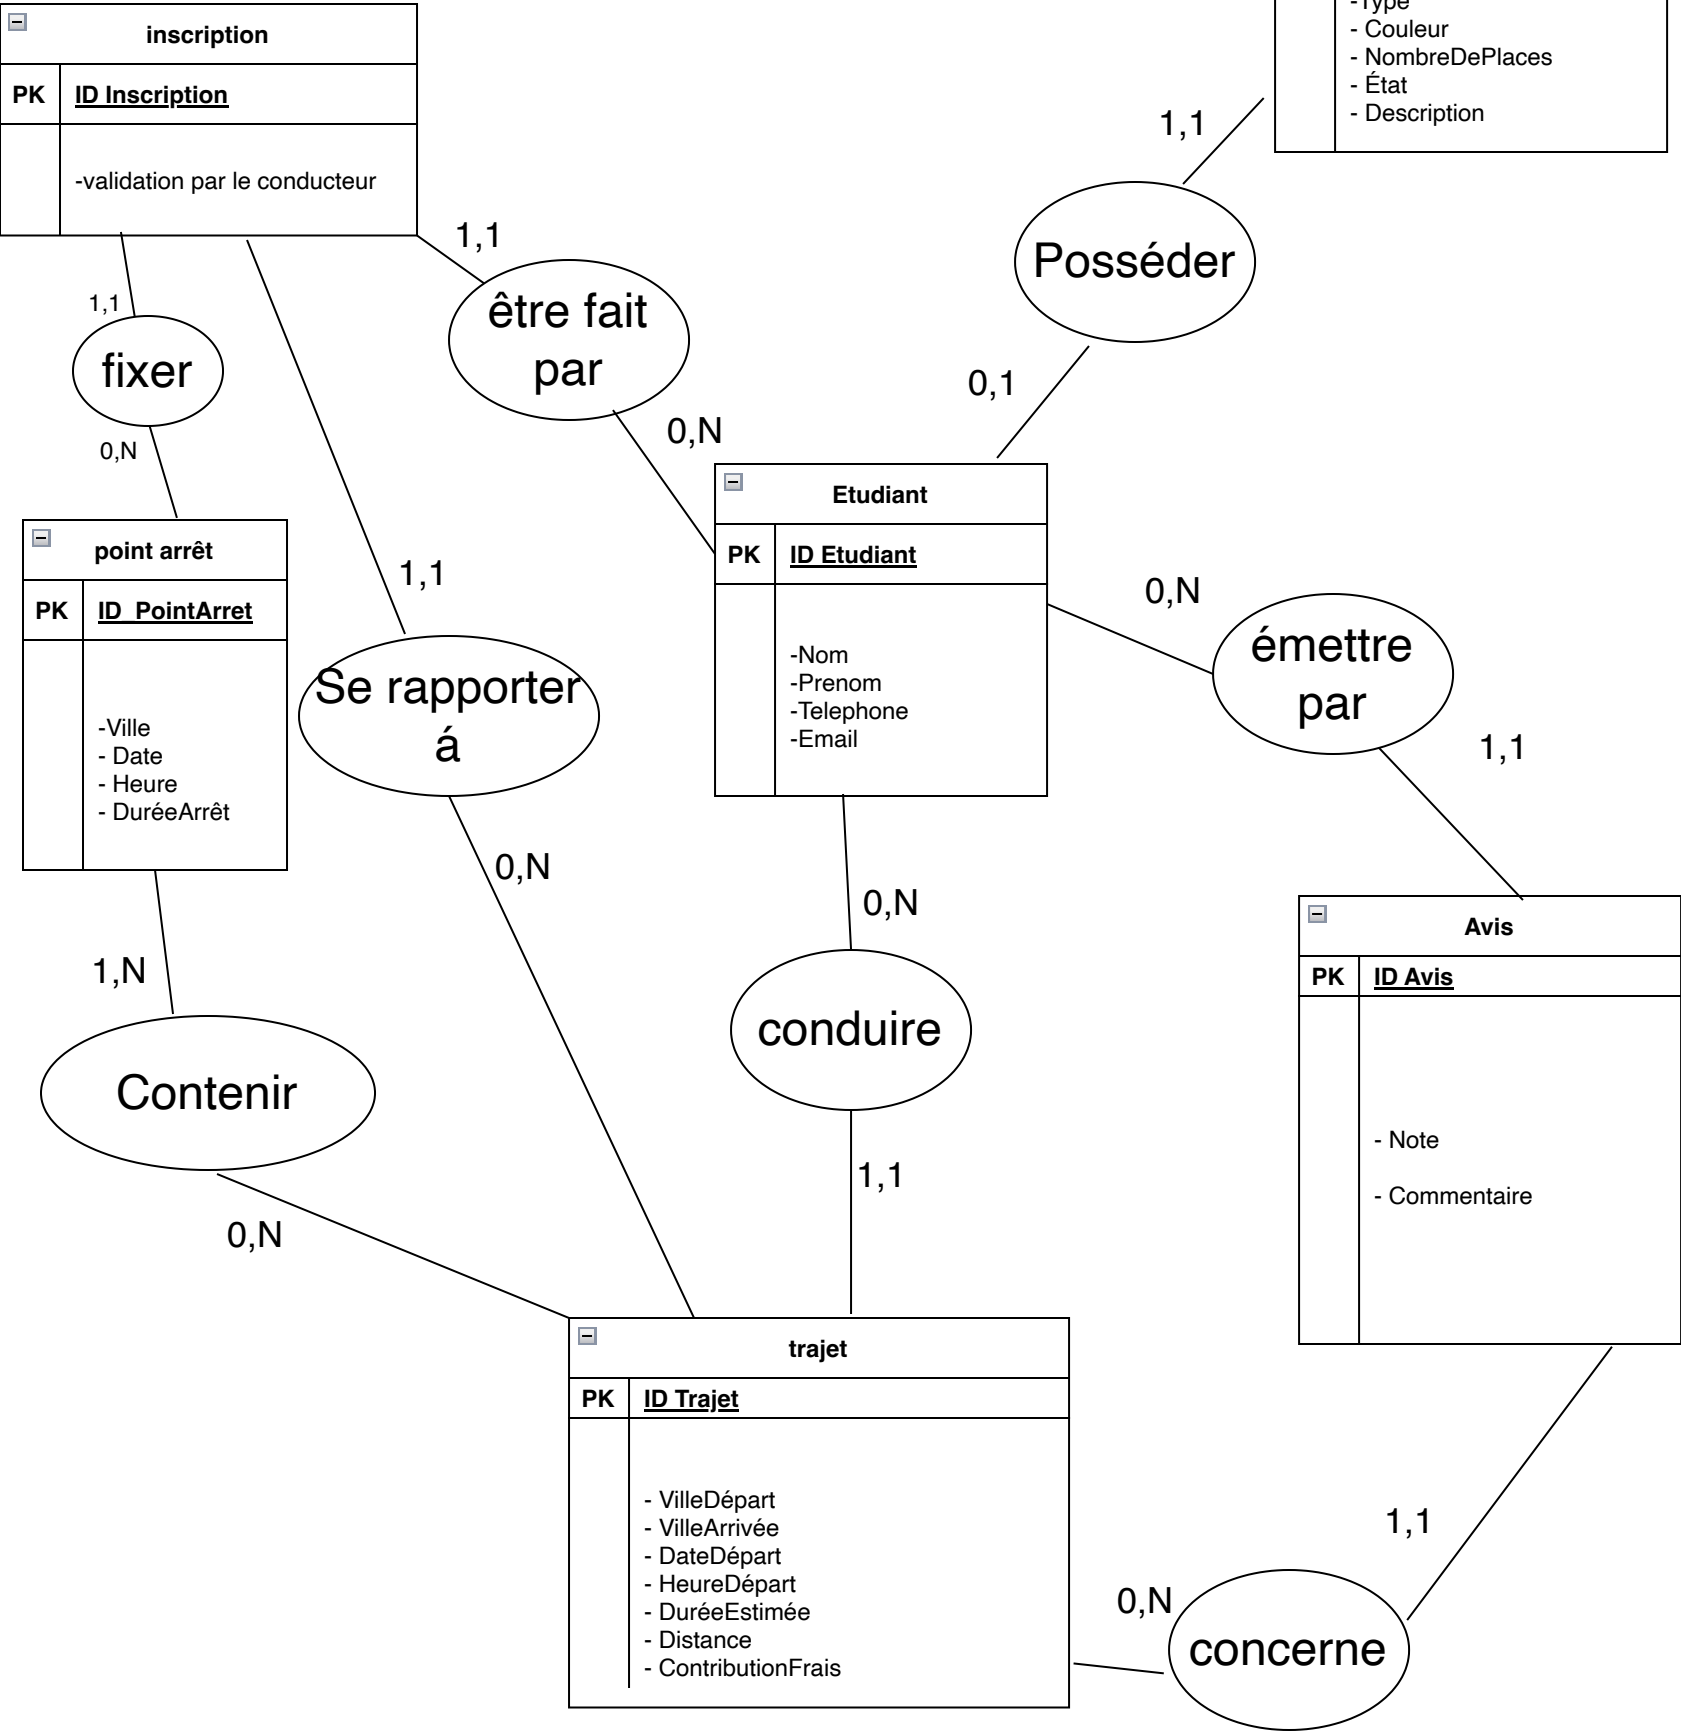 -Type
- Couleur
- NombreDePlaces
- État
- Description
inscription
PK ID Inscription
-validation par le conducteur
1,1
Posséder
0,1
1,1
être fait
par
0,N
1,1
fixer
0,N
Etudiant
PK ID Etudiant
-Nom
-Prenom
-Telephone
-Email
point arrêt
PK ID_PointArret
-Ville
- Date
- Heure
- DuréeArrêt
1,1
Se rapporter
á
0,N
0,N
émettre
par
1,1
0,N
conduire
1,1
Avis
PK ID Avis
- Note
- Commentaire
1,N
Contenir
0,N
trajet
PK ID Trajet
- VilleDépart
- VilleArrivée
- DateDépart
- HeureDépart
- DuréeEstimée
- Distance
- ContributionFrais
1,1
0,N
concerne